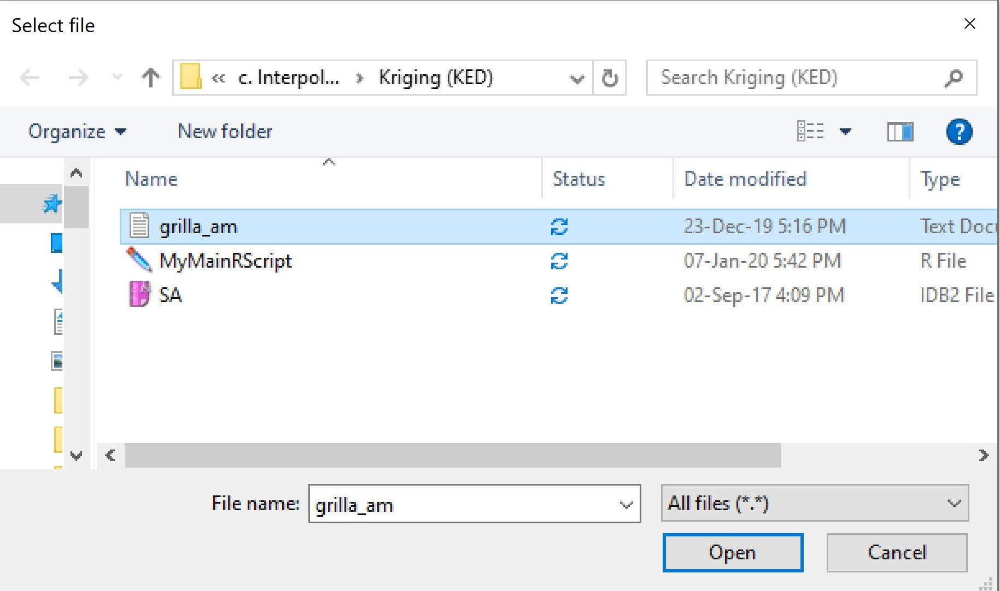 Select file
« c. Interpol... › Kriging (KED)
Search Kriging (KED)
Organize
New folder
Name Status Date modified Type
grilla_am 23-Dec-19 5:16 PM Text Doc
MyMainRScript 07-Jan-20 5:42 PM R File
SA 02-Sep-17 4:09 PM IDB2 File
File name: grilla_am All files (*.*)
Open Cancel